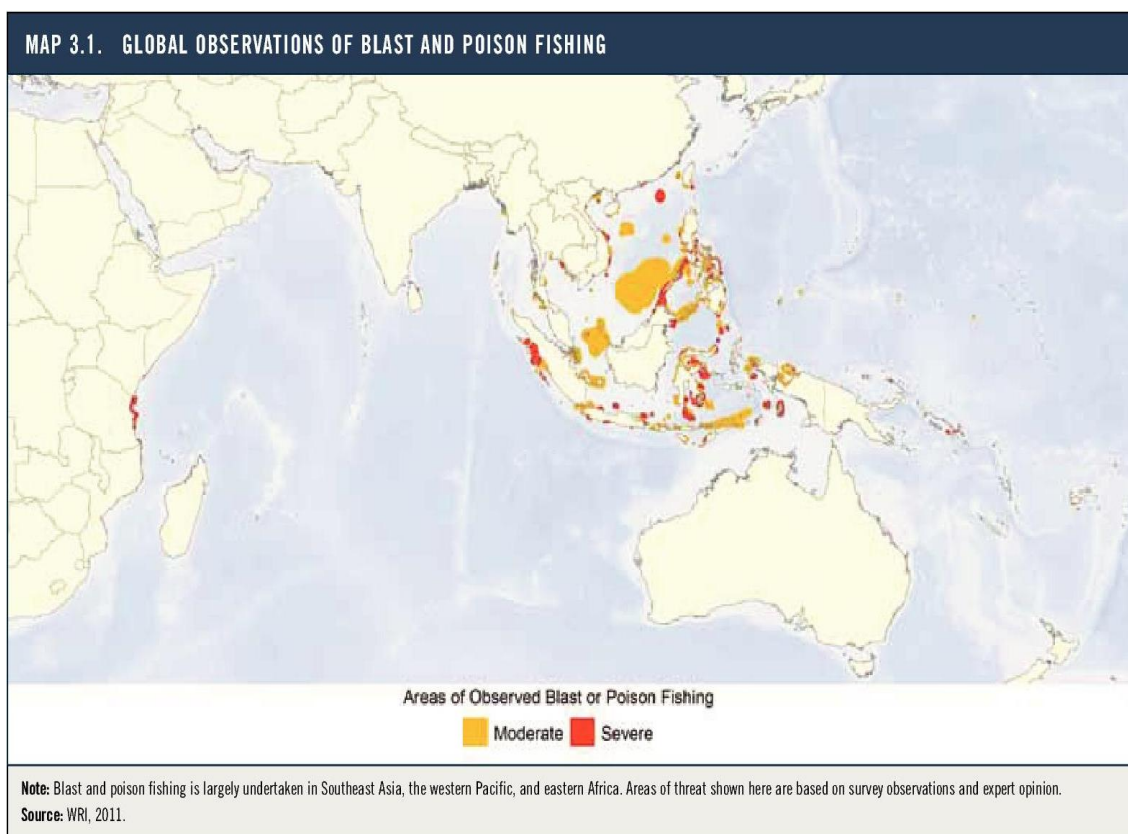 MAP 3.1. GLOBAL OBSERVATIONS OF BLAST AND POISON FISHING
Areas of Observed Blast or Poison Fishing
Moderate Severe
Note: Blast and poison fishing is largely undertaken in Southeast Asia, the western Pacific, and eastern Africa. Areas of threat shown here are based on survey observations and expert opinion.
Source: WRI, 2011.